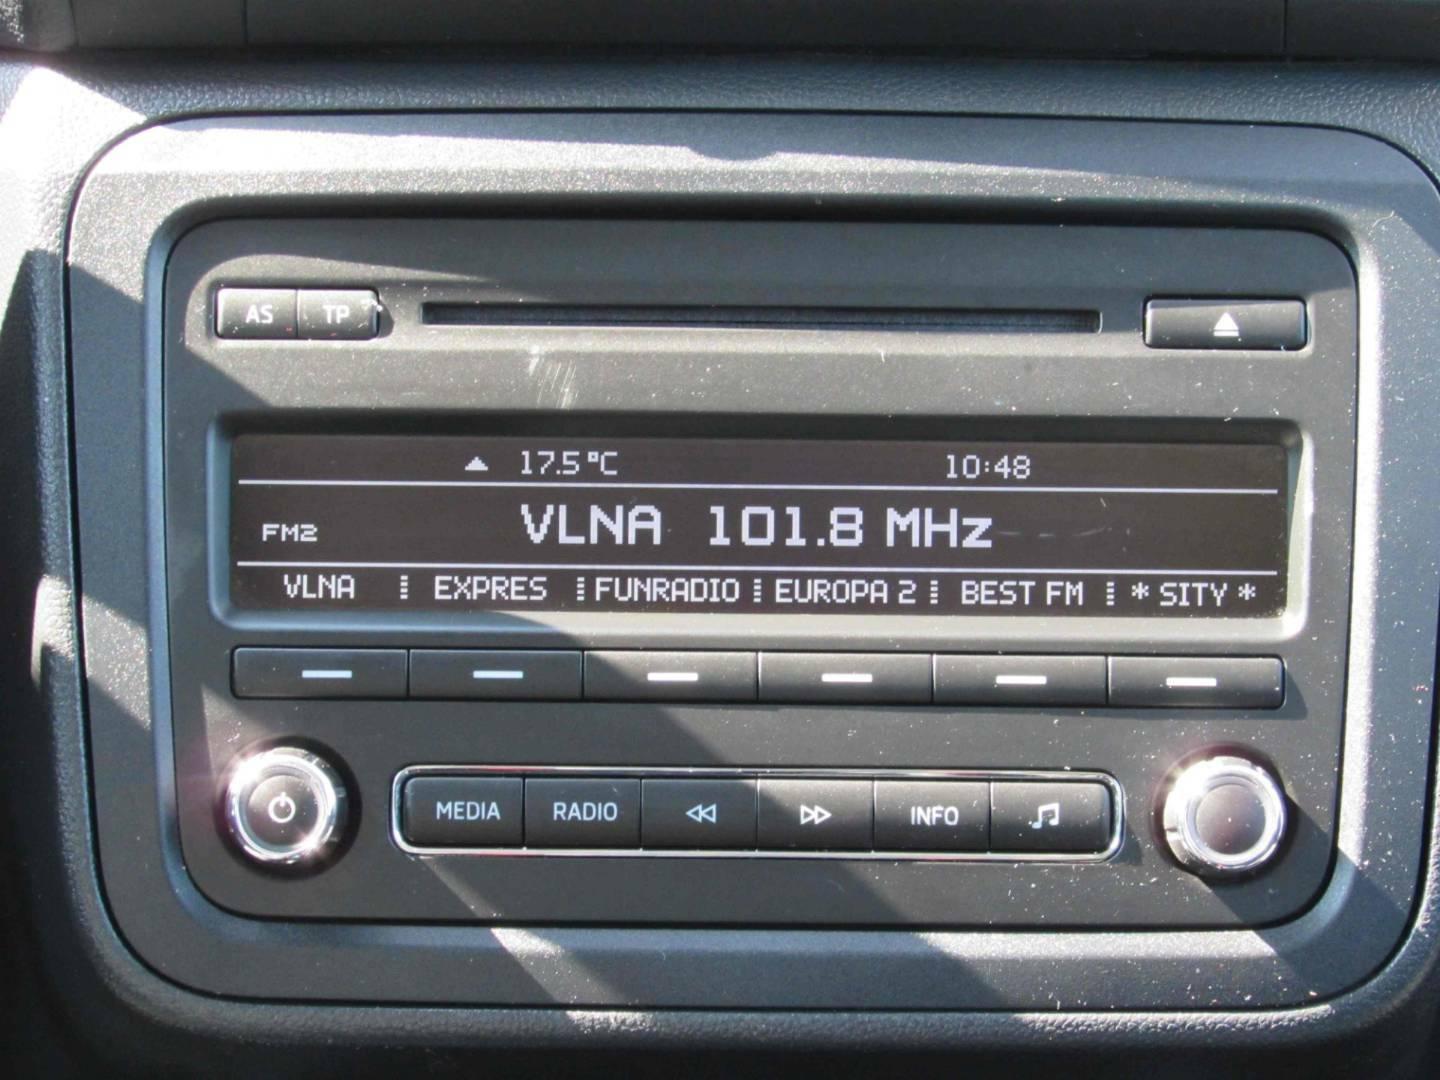 AS TP
17.5°C 10:48
FM2 VLNA 101.8 MHz
VLNA EXPRES FUNRADIO EUROPA 2 BEST FM * SITY *
MEDIA RADIO INFO